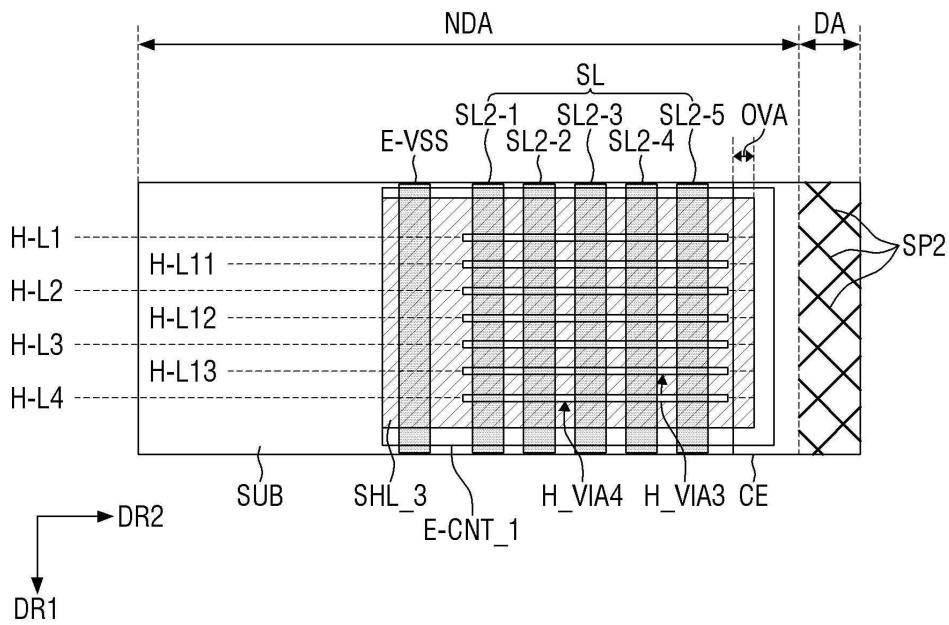 NDA DA
SL
SL2-1 SL2-3 SL2-5 OVA
E-VSS SL2-2 SL2-4
H-L1
SP2
H-L11
H-L2
H-L12
H-L3
H-L13
H-L4
SUB SHL_3 H_VIA4 H_VIA3 CE
E-CNT_1
DR2
DR1